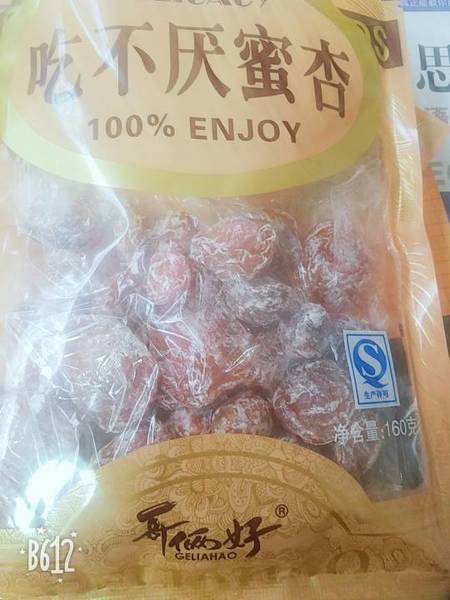 吃不厌蜜杏
100% ENJOY
思
生产许可
净含量:160克
哥俩好®
GELIAHAO
B612